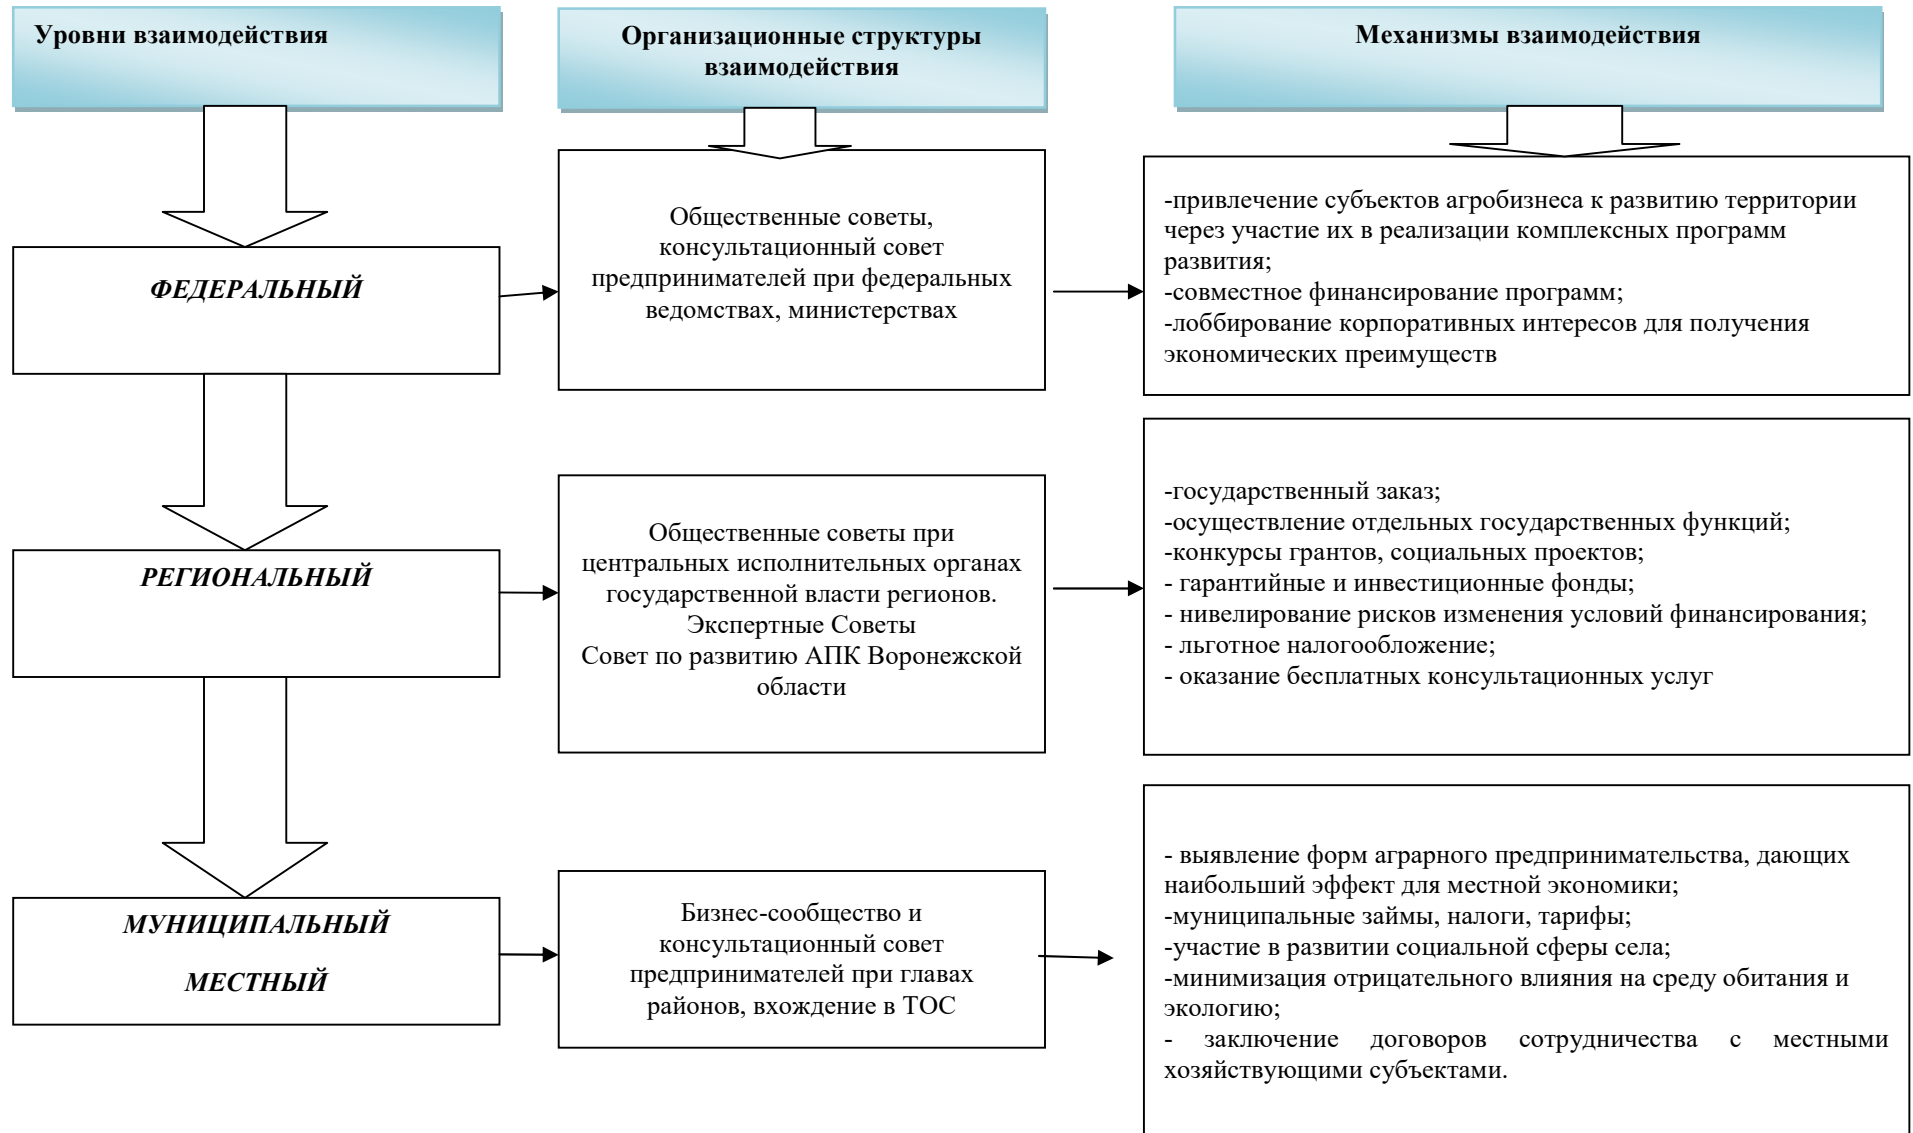 Уровни взаимодействия
Организационные структуры
взаимодействия
Механизмы взаимодействия
ФЕДЕРАЛЬНЫЙ
Общественные советы,
консультационный совет
предпринимателей при федеральных
ведомствах, министерствах
-привлечение субъектов агробизнеса к развитию территории
через участие их в реализации комплексных программ
развития;
-совместное финансирование программ;
-лоббирование корпоративных интересов для получения
экономических преимуществ
РЕГИОНАЛЬНЫЙ
Общественные советы при
центральных исполнительных органах
государственной власти регионов.
Экспертные Советы
Совет по развитию АПК Воронежской
области
-государственный заказ;
-осуществление отдельных государственных функций;
-конкурсы грантов, социальных проектов;
- гарантийные и инвестиционные фонды;
- нивелирование рисков изменения условий финансирования;
- льготное налогообложение;
- оказание бесплатных консультационных услуг
МУНИЦИПАЛЬНЫЙ
МЕСТНЫЙ
Бизнес-сообщество и
консультационный совет
предпринимателей при главах
районов, вхождение в ТОС
- выявление форм аграрного предпринимательства, дающих
наибольший эффект для местной экономики;
-муниципальные займы, налоги, тарифы;
-участие в развитии социальной сферы села;
-минимизация отрицательного влияния на среду обитания и
экологию;
- заключение договоров сотрудничества с местными
хозяйствующими субъектами.